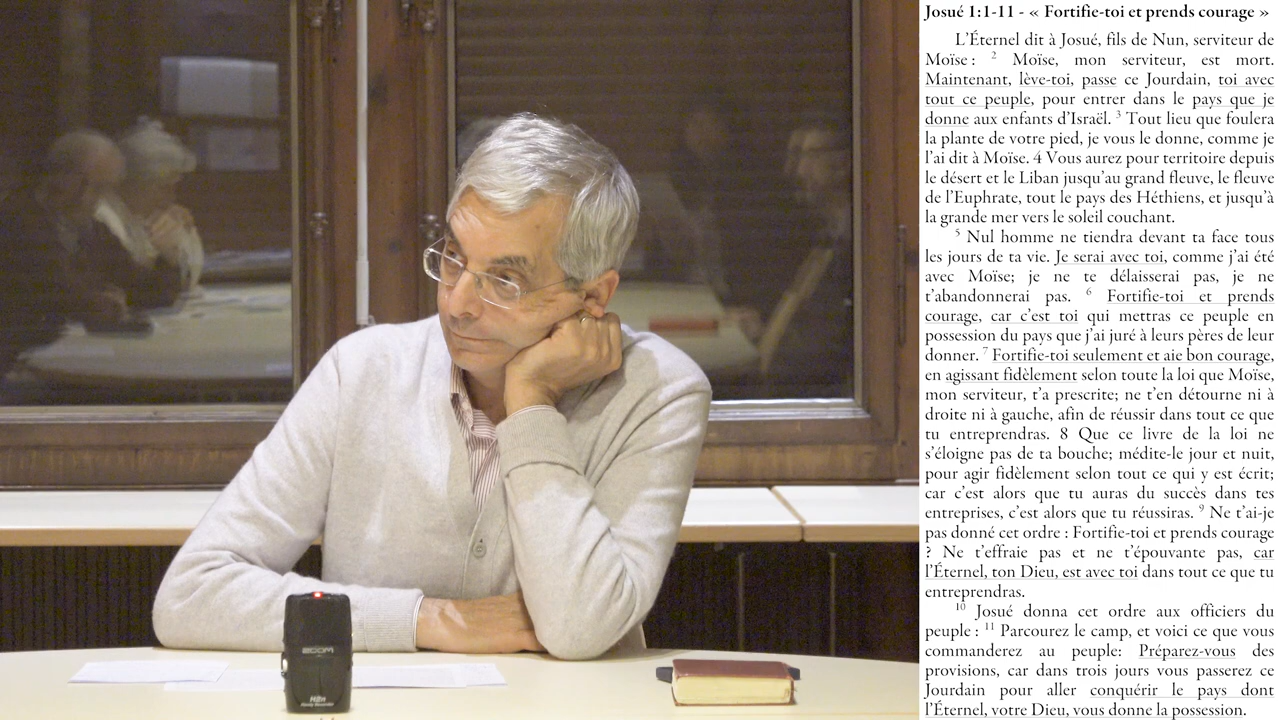 Josué 1:1-11 - « Fortifie-toi et prends courage »
L'Éternel dit à Josué, fils de Nun, serviteur de
Moïse : 2 Moïse, mon serviteur, est mort.
Maintenant, lève-toi, passe ce Jourdain, toi avec
tout ce peuple, pour entrer dans le pays que je
donne aux enfants d'Israël. 3 Tout lieu que foulera
la plante de votre pied, je vous le donne, comme je
l'ai dit à Moïse. 4 Vous aurez pour territoire depuis
le désert et le Liban jusqu'au grand fleuve, le fleuve
de l'Euphrate, tout le pays des Héthiens, et jusqu'à
la grande mer vers le soleil couchant.
5 Nul homme ne tiendra devant ta face tous
les jours de ta vie. Je serai avec toi, comme j'ai été
avec Moïse; je ne te délaisserai pas, je ne
t'abandonnerai pas. 6 Fortifie-toi et prends
courage, car c'est toi qui mettras ce peuple en
possession du pays que j'ai juré à leurs pères de leur
donner. 7 Fortifie-toi seulement et aie bon courage,
en agissant fidèlement selon toute la loi que Moïse,
mon serviteur, t'a prescrite; ne t'en détourne ni à
droite ni à gauche, afin de réussir dans tout ce que
tu entreprendras. 8 Que ce livre de la loi ne
s'éloigne pas de ta bouche; médite-le jour et nuit,
pour agir fidèlement selon tout ce qui y est écrit;
car c'est alors que tu auras du succès dans tes
entreprises, c'est alors que tu réussiras. 9 Ne t'ai-je
pas donné cet ordre : Fortifie-toi et prends courage
? Ne t'effraie pas et ne t'épouvante pas, car
l'Éternel, ton Dieu, est avec toi dans tout ce que tu
entreprendras.
10 Josué donna cet ordre aux officiers du
peuple : 11 Parcourez le camp, et voici ce que vous
commanderez au peuple: Préparez-vous des
provisions, car dans trois jours vous passerez ce
Jourdain pour aller conquérir le pays dont
l'Éternel, votre Dieu, vous donne la possession.
ZOOM
H2n
Handy Recorder